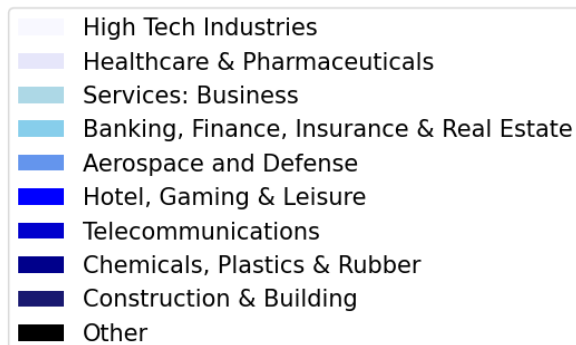 High Tech Industries
Healthcare & Pharmaceuticals
Services: Business
Banking, Finance, Insurance & Real Estate
Aerospace and Defense
Hotel, Gaming & Leisure
Telecommunications
Chemicals, Plastics & Rubber
Construction & Building
Other